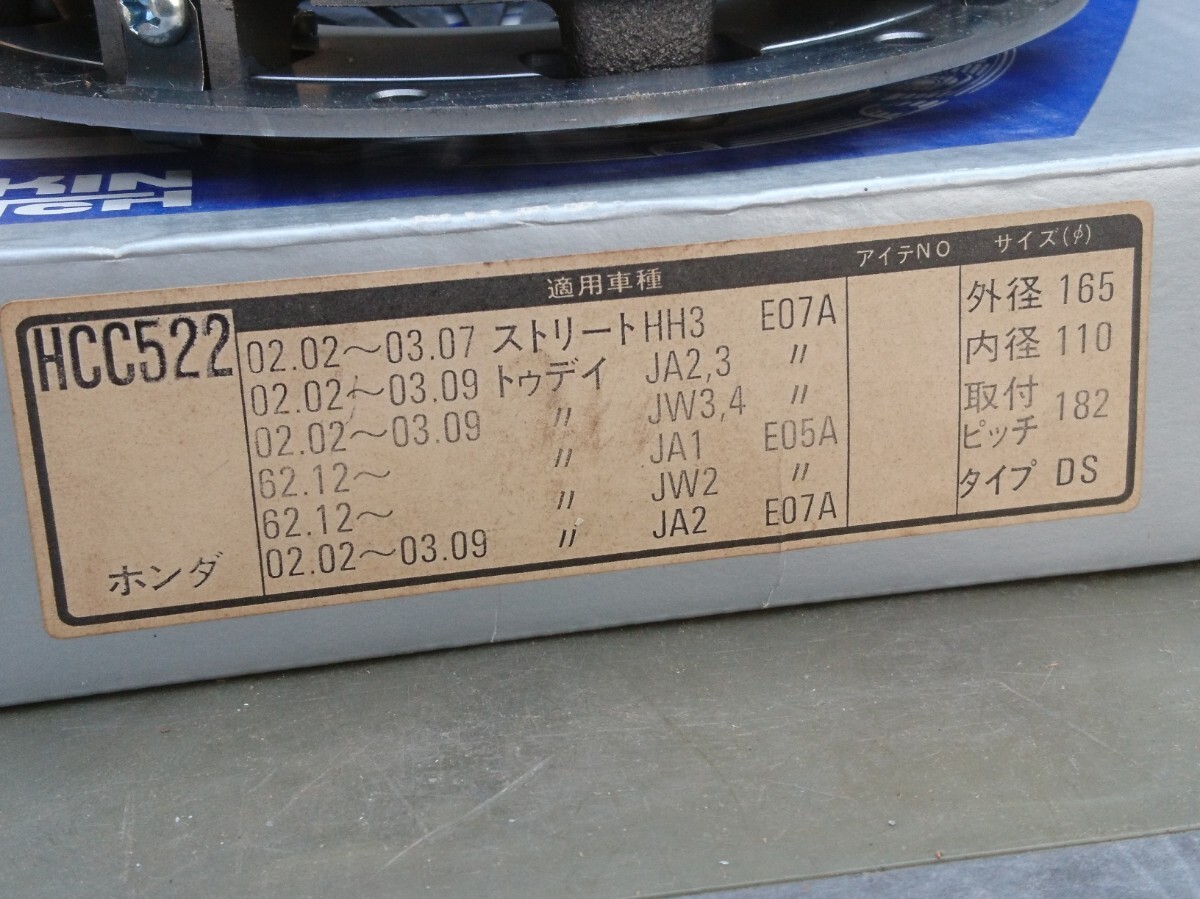 KIN
UTCH
適用車種 アイテNO サイズ(φ)
HCC522
ホンダ
02.02～03.07 ストリート HH3 E07A
02.02～03.09 トゥデイ JA2,3 〃
02.02～03.09 〃 JW3,4 〃
62.12～ 〃 JA1 E05A
62.12～ 〃 JW2 〃
02.02～03.09 〃 JA2 E07A
外径 165
内径 110
取付ピッチ 182
タイプ DS